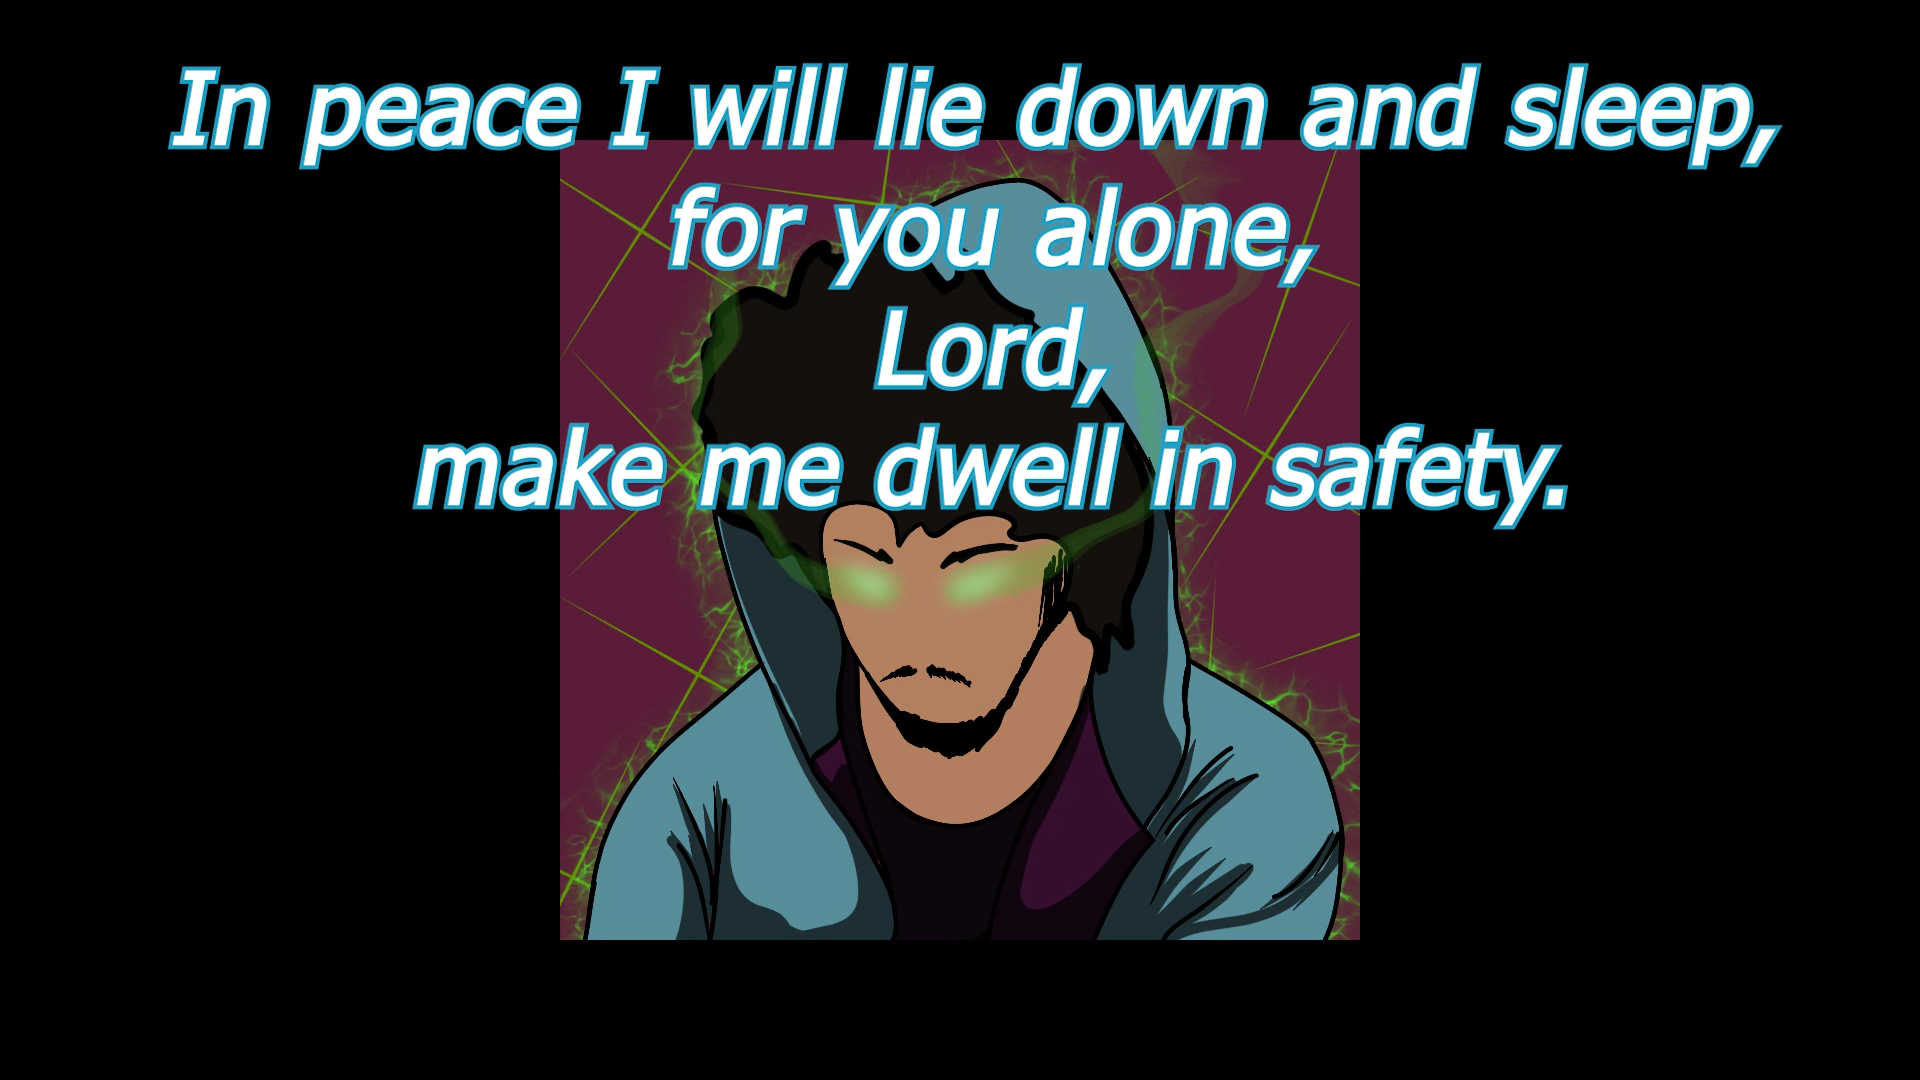 In peace I will lie down and sleep,
for you alone,
Lord,
make me dwell in safety.